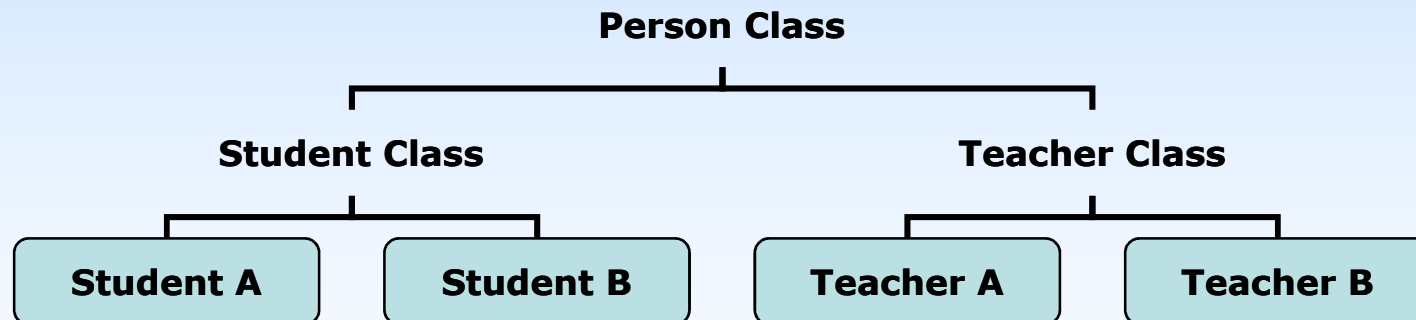 Person Class
Student Class Teacher Class
Student A Student B Teacher A Teacher B